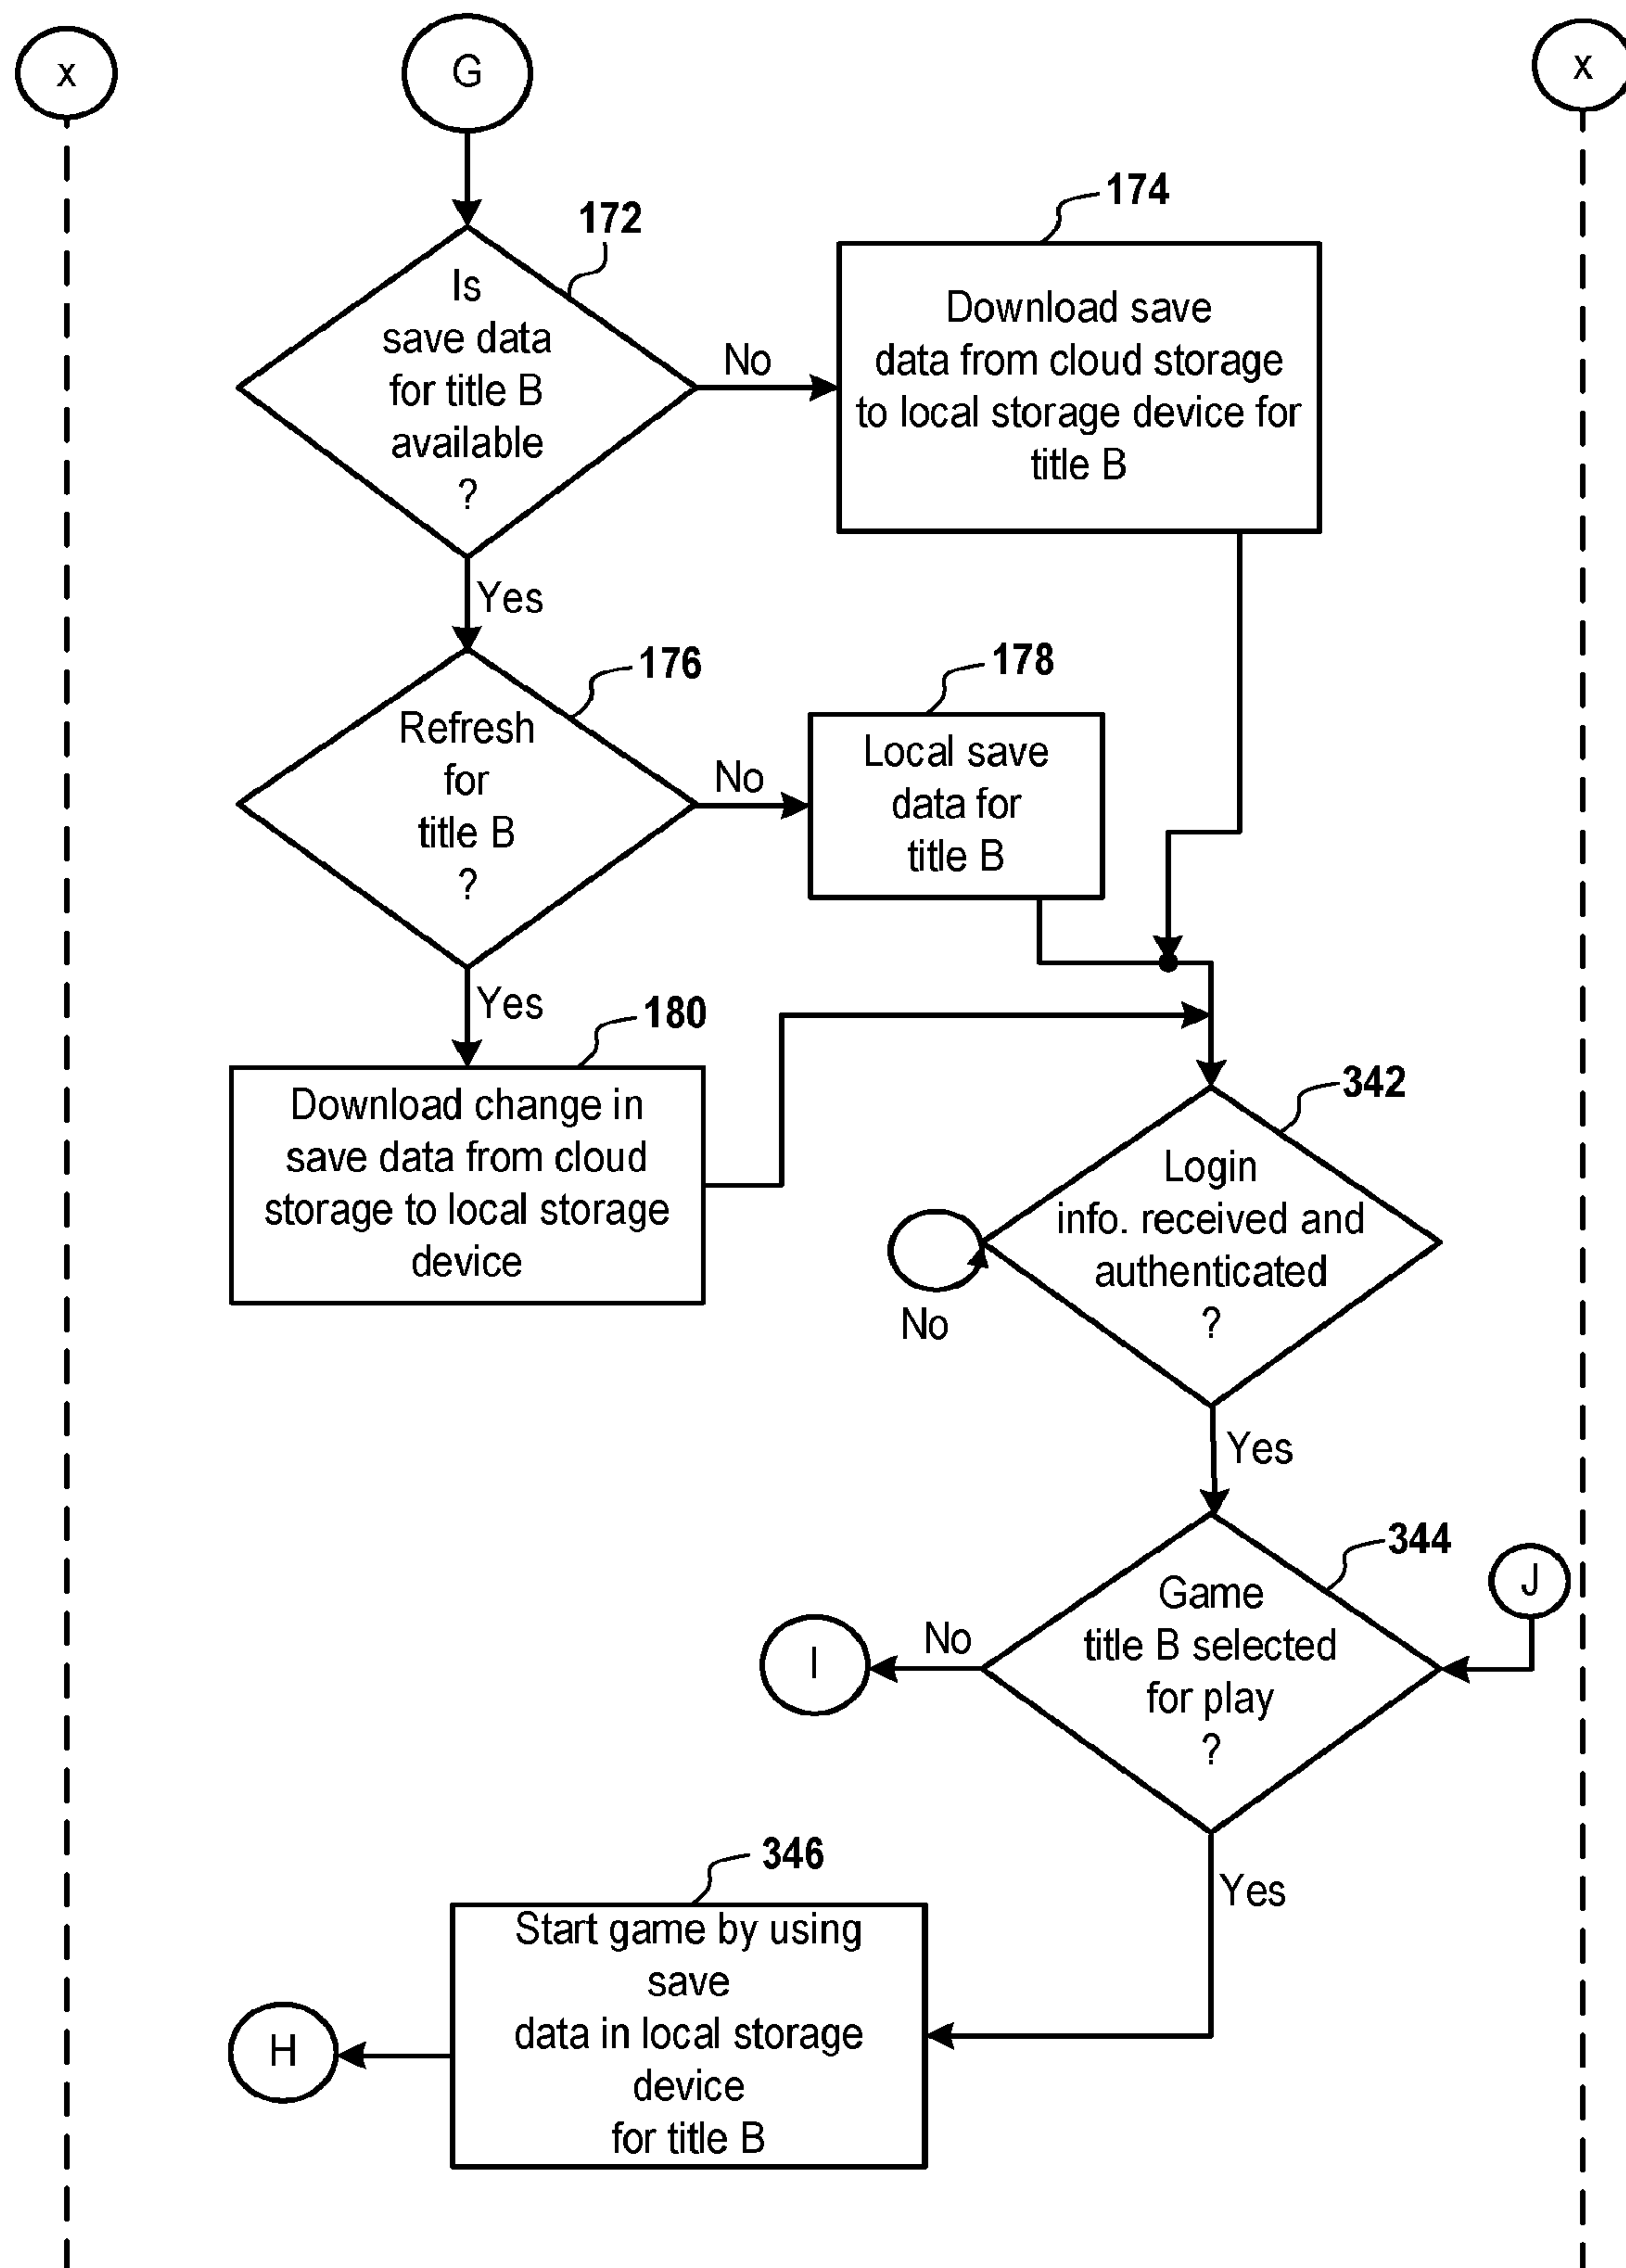 x
G
x
172
174
Is
save data
for title B
available
?
No
Download save
data from cloud storage
to local storage device for
title B
Yes
176
178
Refresh
for
title B
?
No
Local save
data for
title B
Yes
180
Download change in
save data from cloud
storage to local storage
device
342
Login
info. received and
authenticated
?
No
Yes
344
J
Game
title B selected
for play
?
No
I
Yes
346
Start game by using
save
data in local storage
device
for title B
H